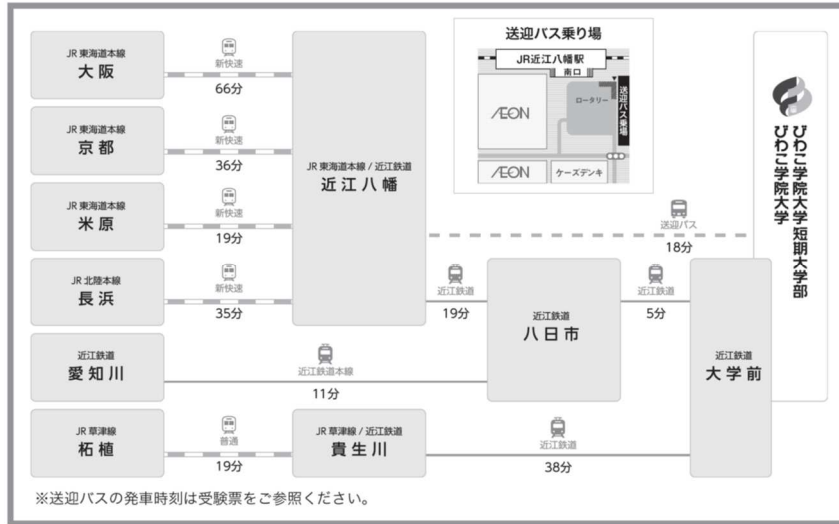 JR 東海道本線
大阪
新快速
66分
JR 東海道本線
京都
新快速
36分
JR 東海道本線
米原
新快速
19分
JR 北陸本線
長浜
新快速
35分
JR 東海道本線 / 近江鉄道
近江八幡
送迎バス乗り場
JR近江八幡駅
南口
ロータリー
送迎バス乗場
ÆON
ÆON
ケーズデンキ
送迎バス
18分
近江鉄道
19分
近江鉄道
八日市
近江鉄道
5分
近江鉄道
大学前
びわこ学院大学
びわこ学院大学短期大学部
近江鉄道
愛知川
近江鉄道本線
11分
JR 草津線
柘植
普通
19分
JR 草津線 / 近江鉄道
貴生川
近江鉄道
38分
※送迎バスの発車時刻は受験票をご参照ください。